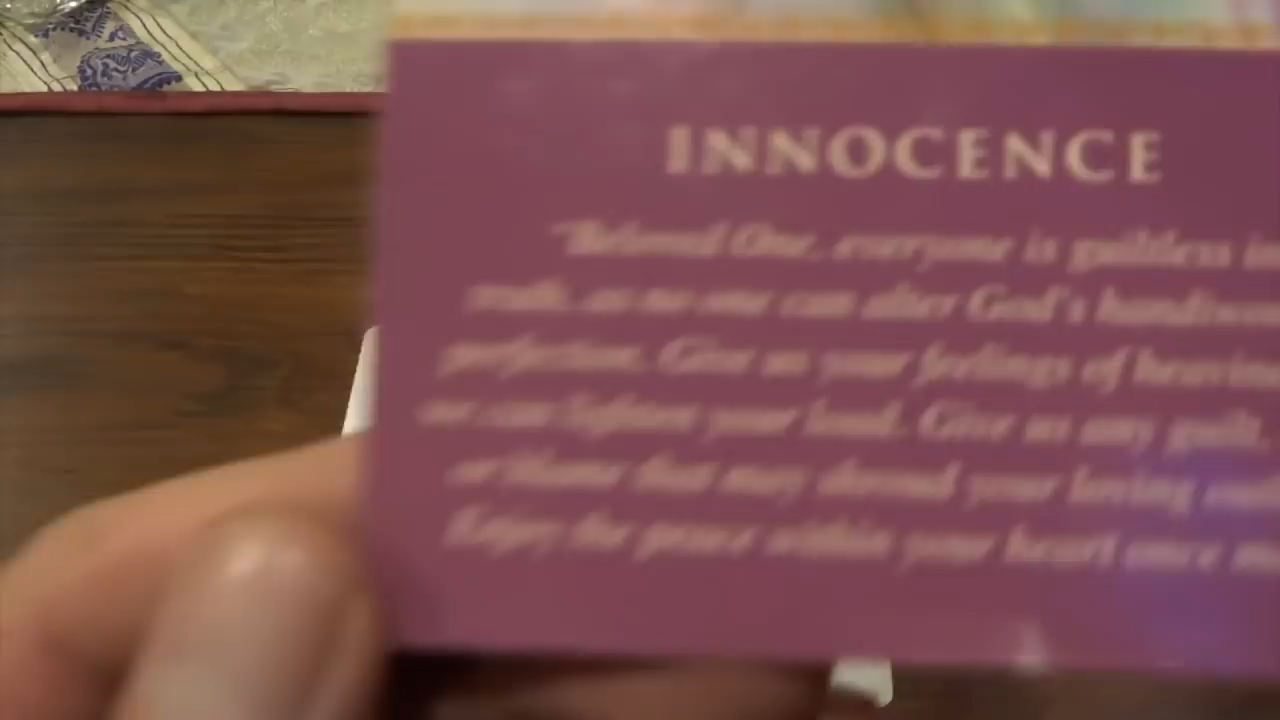 INNOCENCE
"Beloved One, everyone is guiltless in
truth, as no one can alter God's
perfection. Give us your feelings of
we can lighten your load. Give us any guilt,
or blame that may shroud your loving
Enjoy the peace within your heart once